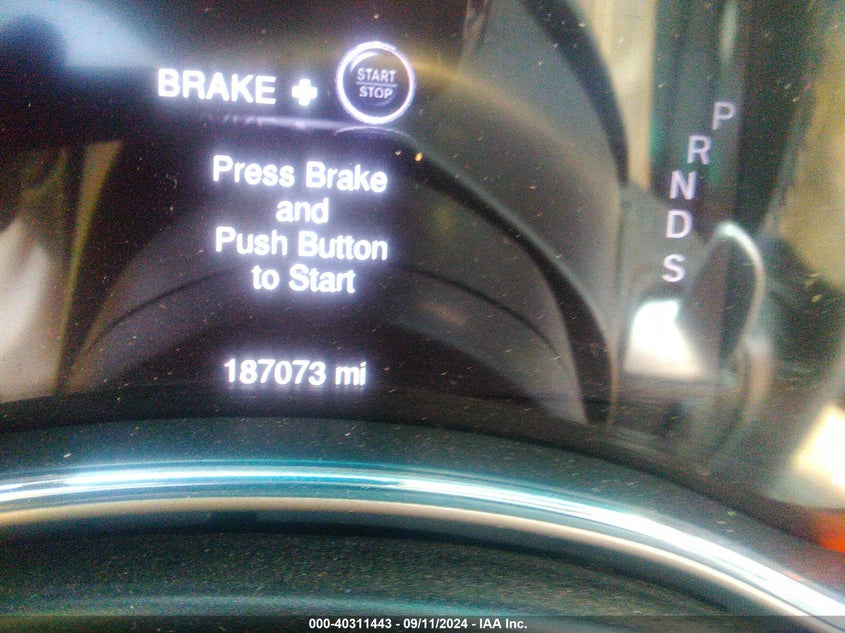 BRAKE + START STOP
Press Brake
and
Push Button
to Start
187073 mi
P
R
N
D
S
000-40311443 - 09/11/2024 - IAA Inc.